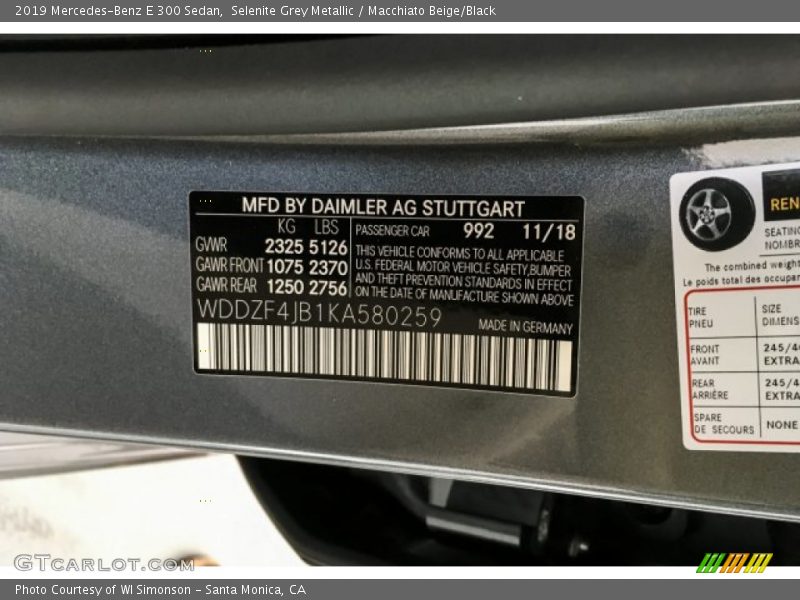 2019 Mercedes-Benz E 300 Sedan, Selenite Grey Metallic / Macchiato Beige/Black
MFD BY DAIMLER AG STUTTGART
KG LBS
GVWR 2325 5126
GAWR FRONT 1075 2370
GAWR REAR 1250 2756
PASSENGER CAR 992 11/18
THIS VEHICLE CONFORMS TO ALL APPLICABLE
U.S. FEDERAL MOTOR VEHICLE SAFETY, BUMPER
AND THEFT PREVENTION STANDARDS IN EFFECT
ON THE DATE OF MANUFACTURE SHOWN ABOVE
WDDZF4JB1KA580259
MADE IN GERMANY
REN
SEATING
NOMBR
The combined weight
Le poids total des occupan
TIRE
PNEU
SIZE
DIMENS
FRONT
AVANT
245/4
EXTRA
REAR
ARRIÈRE
245/4
EXTRA
SPARE
DE SECOURS
NONE
GTCARLOT.COM
Photo Courtesy of WI Simonson - Santa Monica, CA